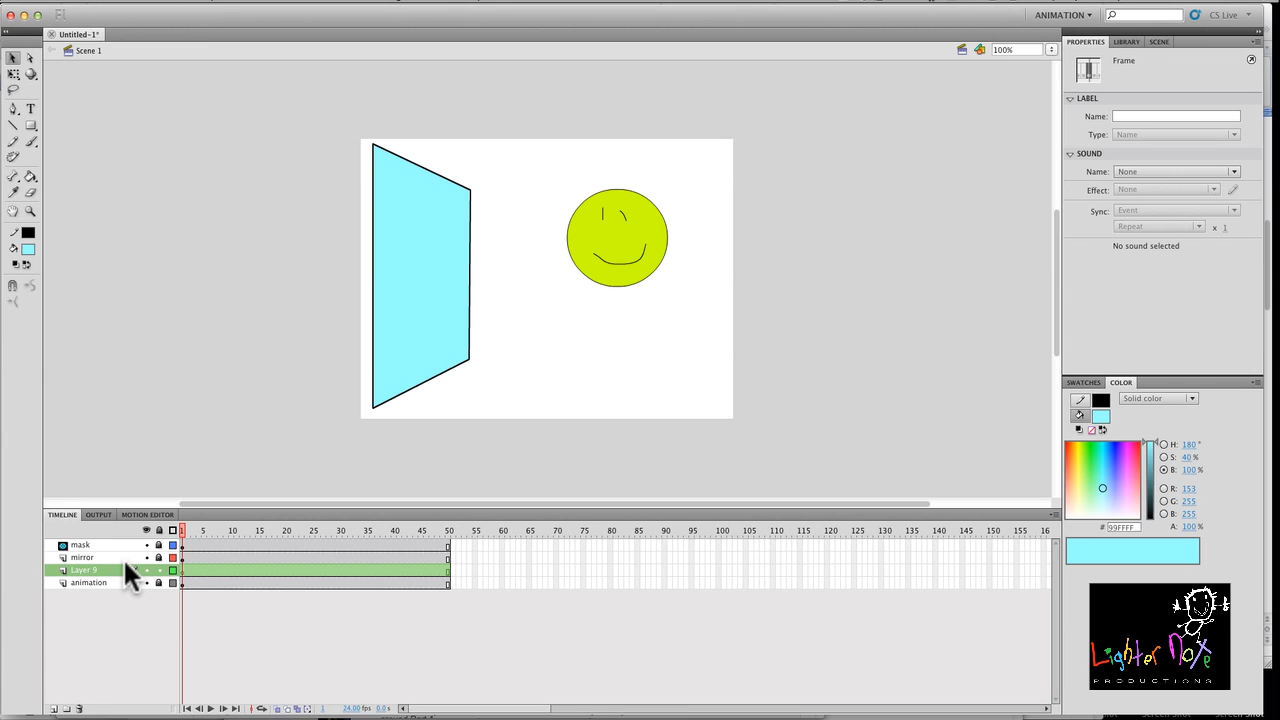 Fl
ANIMATION
CS Live
Untitled-1*
Scene 1
100%
PROPERTIES
LIBRARY
SCENE
Frame
LABEL
Name:
Type: Name
SOUND
Name: None
Effect: None
Sync: Event
Repeat x 1
No sound selected
SWATCHES
COLOR
Solid color
H: 180 °
S: 40 %
B: 100 %
R: 153
G: 255
B: 255
A: 100 %
# 99FFFF
TIMELINE
OUTPUT
MOTION EDITOR
5 10 15 20 25 30 35 40 45 50 55 60 65 70 75 80 85 90 95 100 105 110 115 120 125 130 135 140 145 150 155 16
mask
mirror
Layer 9
animation
1 24.00 fps 0.0 s
Lighter Noxe
PRODUCTIONS